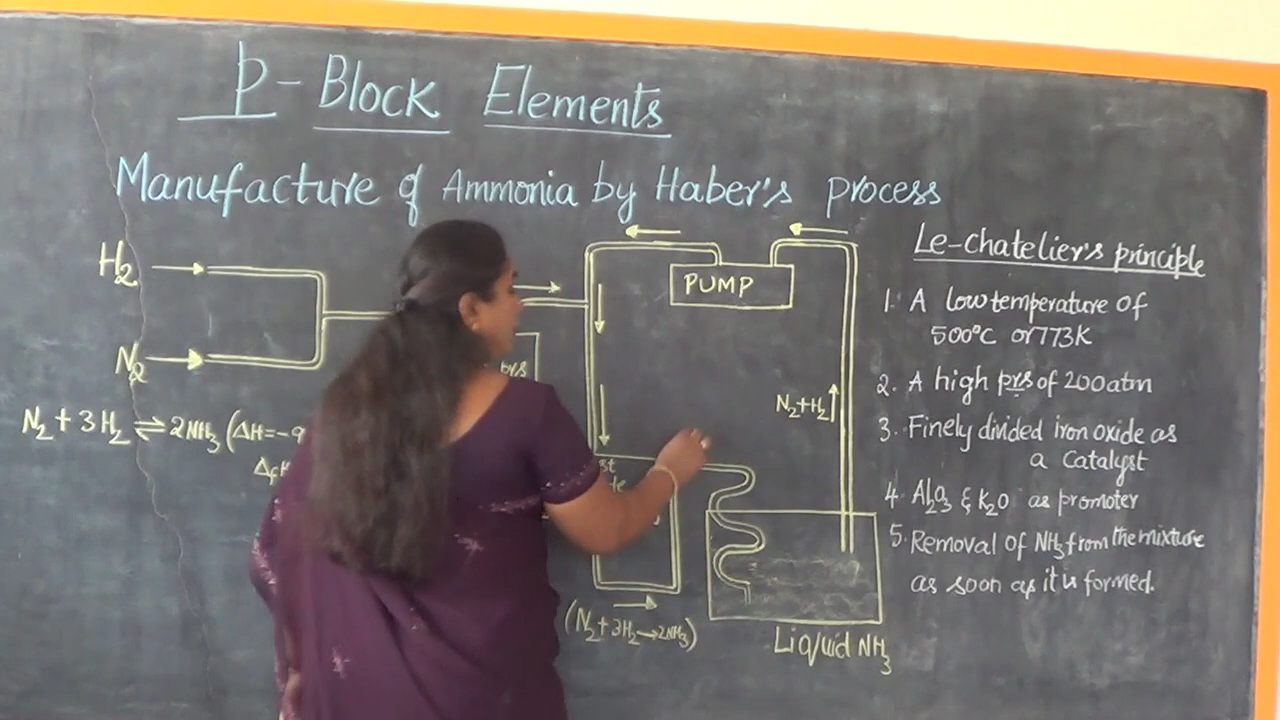 p-Block Elements
Manufacture of Ammonia by Haber's process
H₂
N₂
N₂ + 3H₂ ⇌ 2NH₃ (ΔH=-9
PUMP
N₂+H₂
(N₂+3H₂→2NH₃)
Liquid NH₃
Le-chatelier's principle
1. A low temperature of
500°C or 773K
2. A high prs of 200atm
3. Finely divided iron oxide as
a Catalyst
4. Al₂O₃ & K₂O as promoter
5. Removal of NH₃ from the mixture
as soon as it is formed.